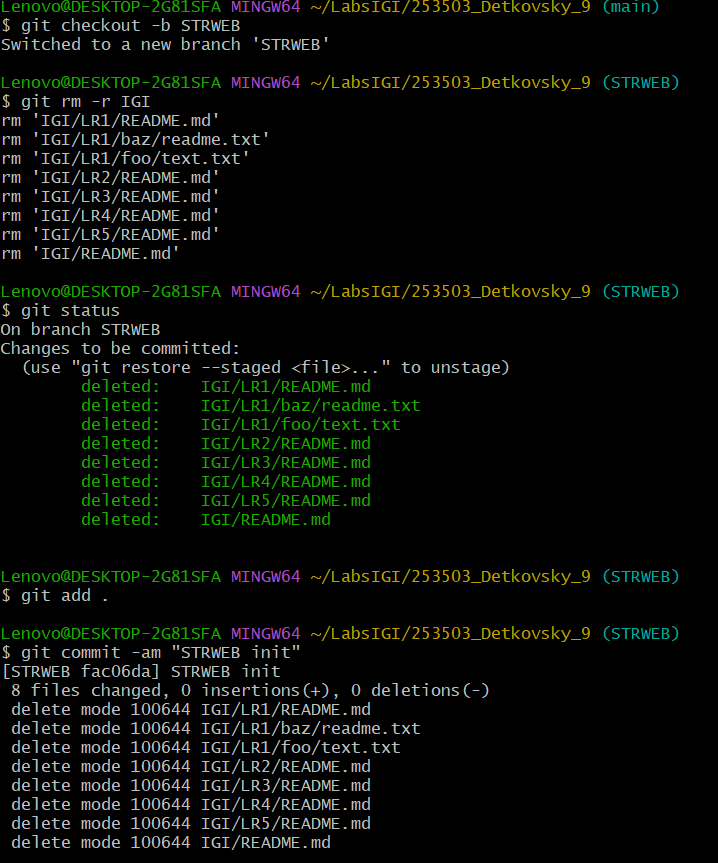 Lenovo@DESKTOP-2G81SFA MINGW64 ~/LabsIGI/253503_Detkovsky_9 (main)
$ git checkout -b STRWEB
Switched to a new branch 'STRWEB'
Lenovo@DESKTOP-2G81SFA MINGW64 ~/LabsIGI/253503_Detkovsky_9 (STRWEB)
$ git rm -r IGI
rm 'IGI/LR1/README.md'
rm 'IGI/LR1/baz/readme.txt'
rm 'IGI/LR1/foo/text.txt'
rm 'IGI/LR2/README.md'
rm 'IGI/LR3/README.md'
rm 'IGI/LR4/README.md'
rm 'IGI/LR5/README.md'
rm 'IGI/README.md'
Lenovo@DESKTOP-2G81SFA MINGW64 ~/LabsIGI/253503_Detkovsky_9 (STRWEB)
$ git status
On branch STRWEB
Changes to be committed:
  (use "git restore --staged <file>..." to unstage)
        deleted:    IGI/LR1/README.md
        deleted:    IGI/LR1/baz/readme.txt
        deleted:    IGI/LR1/foo/text.txt
        deleted:    IGI/LR2/README.md
        deleted:    IGI/LR3/README.md
        deleted:    IGI/LR4/README.md
        deleted:    IGI/LR5/README.md
        deleted:    IGI/README.md
Lenovo@DESKTOP-2G81SFA MINGW64 ~/LabsIGI/253503_Detkovsky_9 (STRWEB)
$ git add .
Lenovo@DESKTOP-2G81SFA MINGW64 ~/LabsIGI/253503_Detkovsky_9 (STRWEB)
$ git commit -am "STRWEB init"
[STRWEB fac06da] STRWEB init
 8 files changed, 0 insertions(+), 0 deletions(-)
 delete mode 100644 IGI/LR1/README.md
 delete mode 100644 IGI/LR1/baz/readme.txt
 delete mode 100644 IGI/LR1/foo/text.txt
 delete mode 100644 IGI/LR2/README.md
 delete mode 100644 IGI/LR3/README.md
 delete mode 100644 IGI/LR4/README.md
 delete mode 100644 IGI/LR5/README.md
 delete mode 100644 IGI/README.md